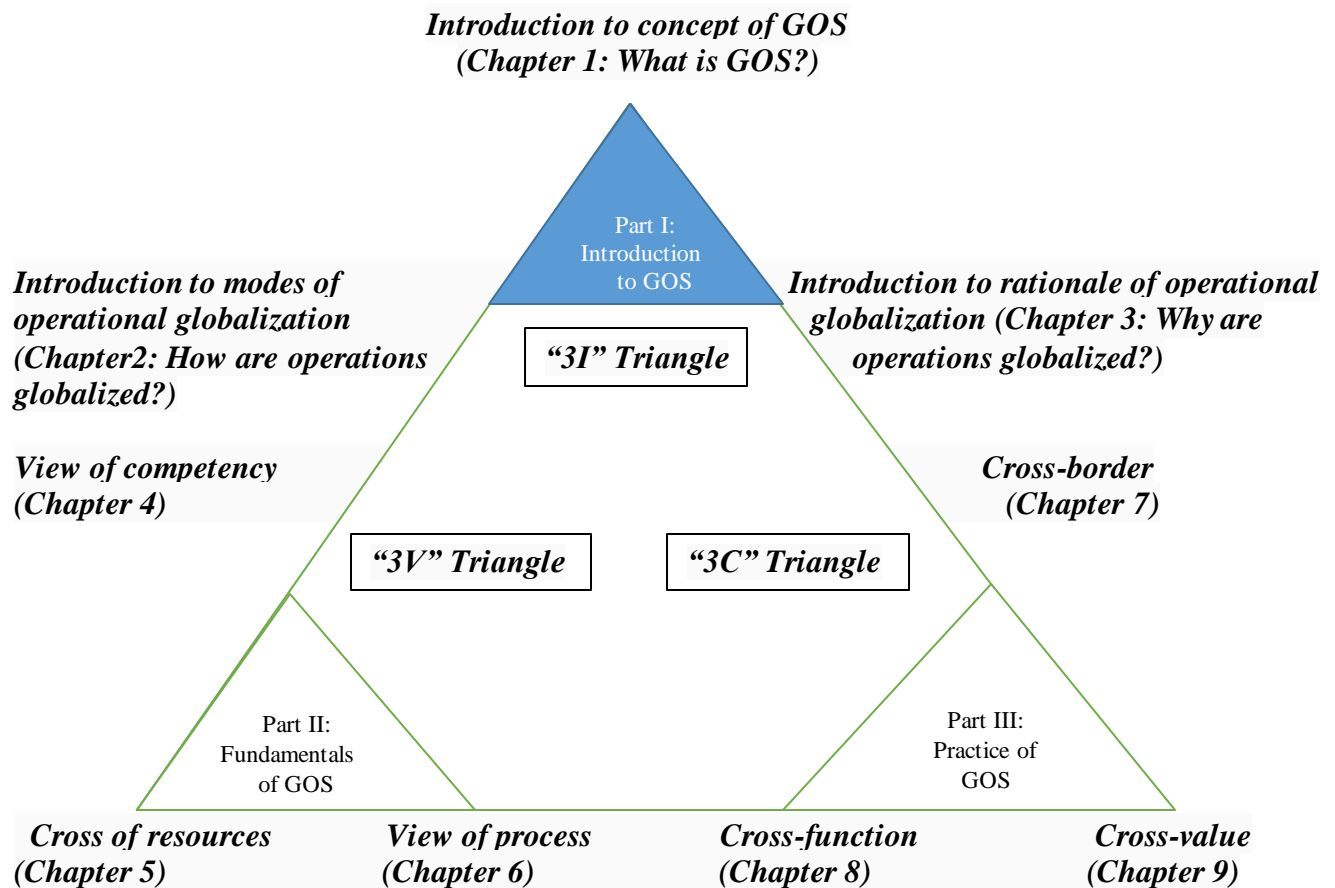 Introduction to concept of GOS
(Chapter 1: What is GOS?)
Part I:
Introduction
to GOS
Introduction to modes of
operational globalization
(Chapter2: How are operations
globalized?)
Introduction to rationale of operational
globalization (Chapter 3: Why are
operations globalized?)
“3I” Triangle
View of competency
(Chapter 4)
Cross-border
(Chapter 7)
“3V” Triangle
“3C” Triangle
Part II:
Fundamentals
of GOS
Part III:
Practice of
GOS
Cross of resources
(Chapter 5)
View of process
(Chapter 6)
Cross-function
(Chapter 8)
Cross-value
(Chapter 9)